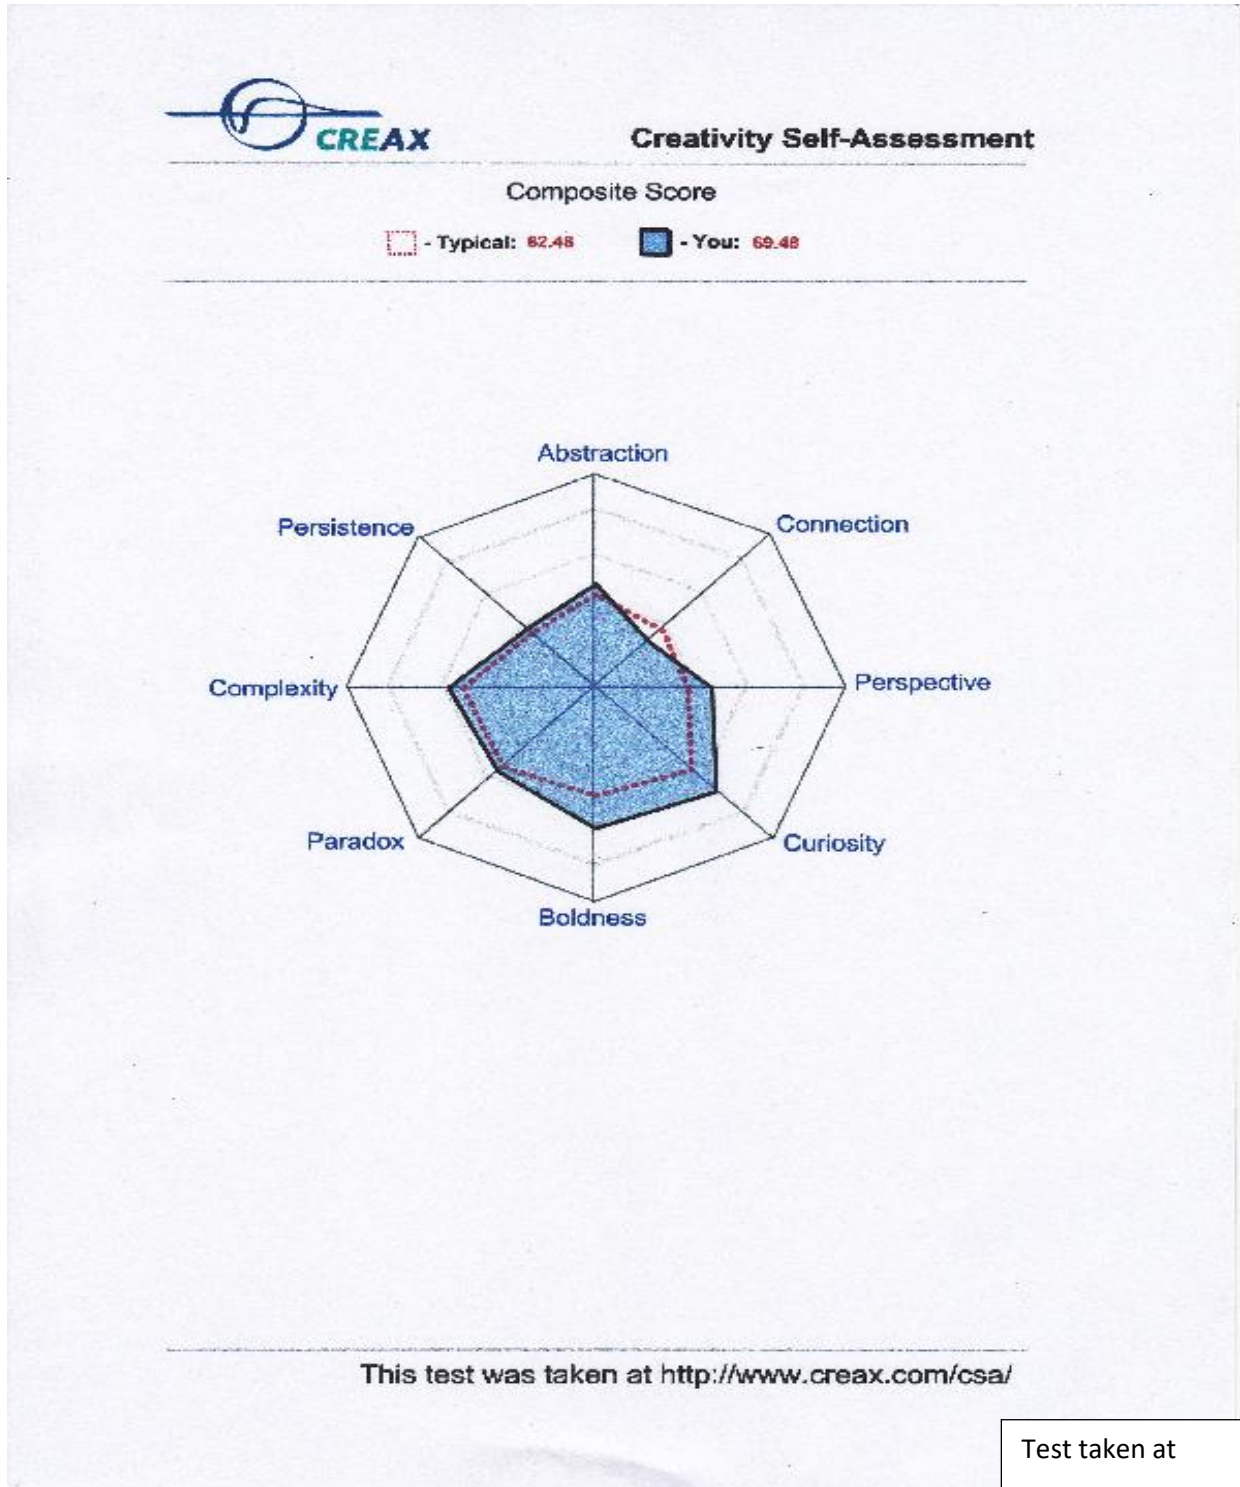 CREAX
Creativity Self-Assessment
Composite Score
- Typical: 62.48 - You: 69.48
Abstraction
Persistence
Connection
Complexity
Perspective
Paradox
Curiosity
Boldness
This test was taken at http://www.creax.com/csa/
Test taken at